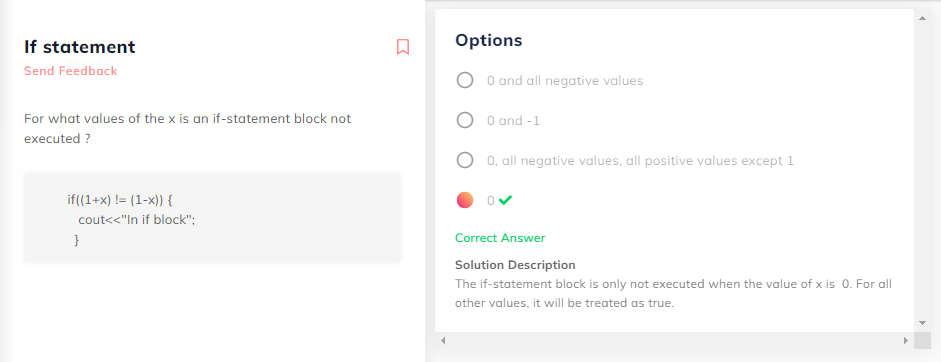 If statement
Send Feedback
For what values of the x is an if-statement block not
executed ?
if((1+x) != (1-x)) {
cout<<"In if block";
}
Options
0 and all negative values
0 and -1
0, all negative values, all positive values except 1
0
Correct Answer
Solution Description
The if-statement block is only not executed when the value of x is 0. For all
other values, it will be treated as true.